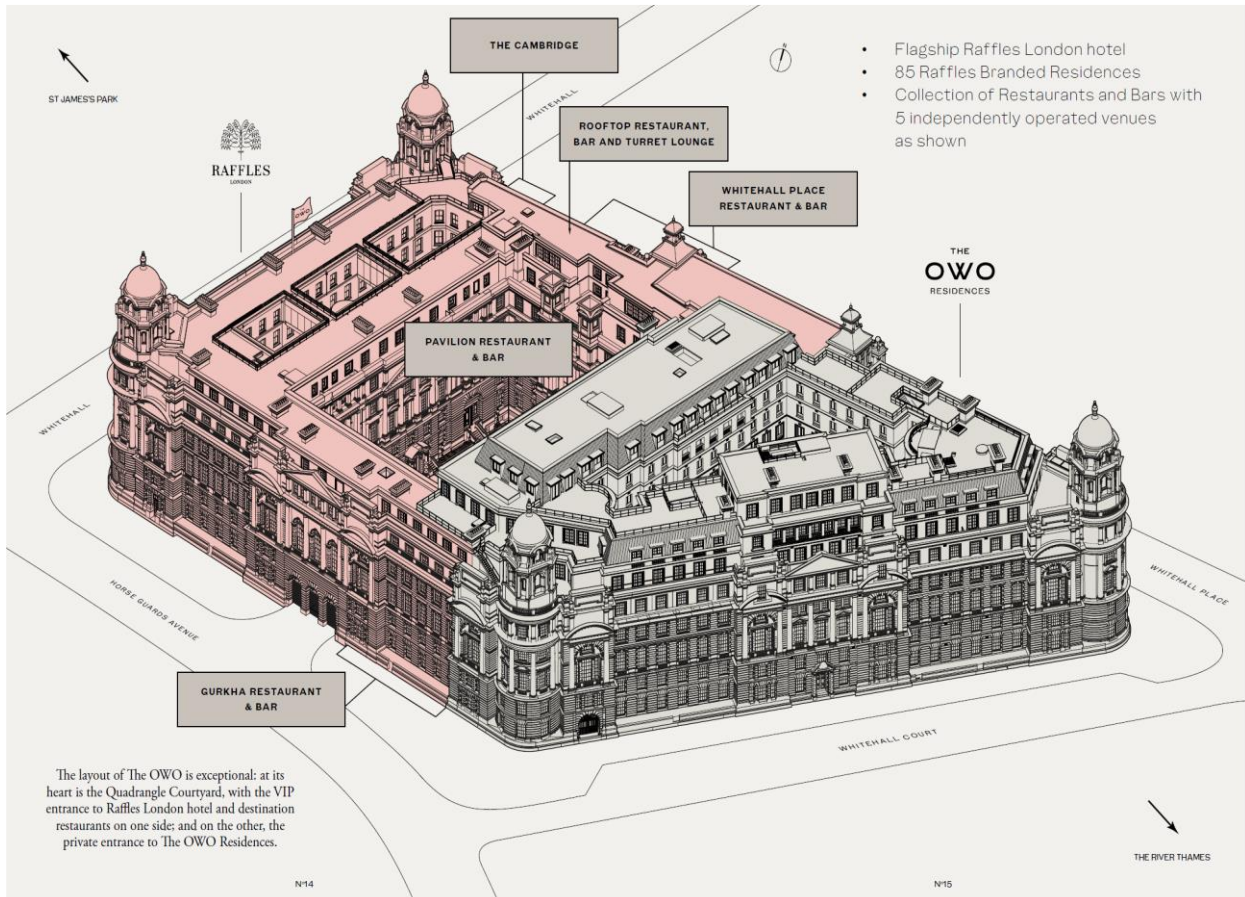 THE CAMBRIDGE
ST JAMES'S PARK
N
• Flagship Raffles London hotel
• 85 Raffles Branded Residences
• Collection of Restaurants and Bars with
5 independently operated venues
as shown
WHITEHALL
RAFFLES
LONDON
ROOFTOP RESTAURANT,
BAR AND TURRET LOUNGE
WHITEHALL PLACE
RESTAURANT & BAR
OWO
THE
OWO
RESIDENCES
PAVILION RESTAURANT
& BAR
WHITEHALL
HORSE GUARDS AVENUE
WHITEHALL PLACE
GURKHA RESTAURANT
& BAR
WHITEHALL COURT
The layout of The OWO is exceptional: at its
heart is the Quadrangle Courtyard, with the VIP
entrance to Raffles London hotel and destination
restaurants on one side; and on the other, the
private entrance to The OWO Residences.
THE RIVER THAMES
Nº14
Nº15